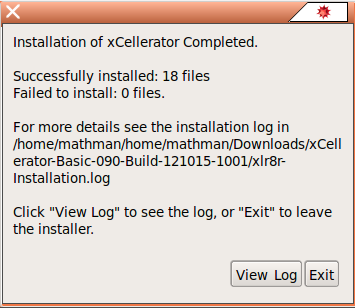 Installation of xCellerator Completed.
Successfully installed: 18 files
Failed to install: 0 files.
For more details see the installation log in
/home/mathman/home/mathman/Downloads/xCell
erator-Basic-090-Build-121015-1001/xlr8r-
Installation.log
Click "View Log" to see the log, or "Exit" to leave
the installer.
View Log Exit